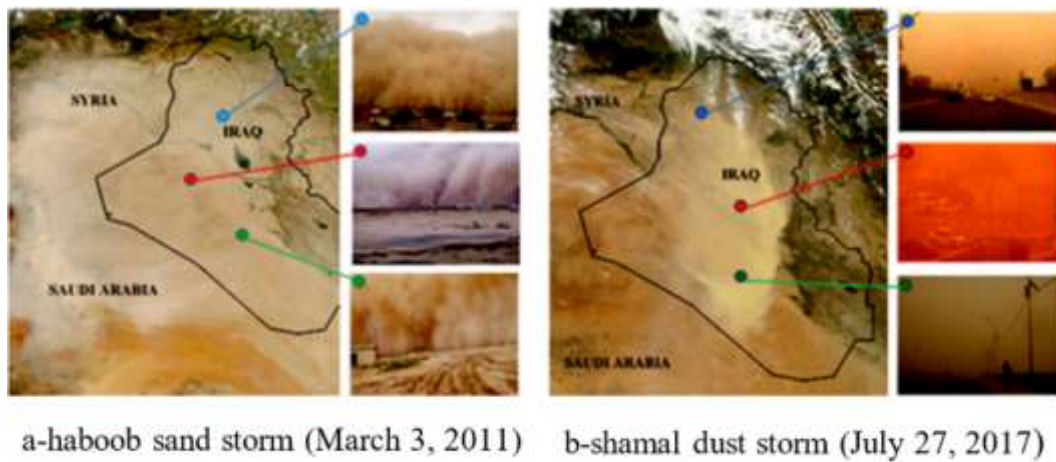 SYRIA
IRAQ
SAUDI ARABIA
SYRIA
IRAQ
SAUDI ARABIA
a-haboob sand storm (March 3, 2011)
b-shamal dust storm (July 27, 2017)